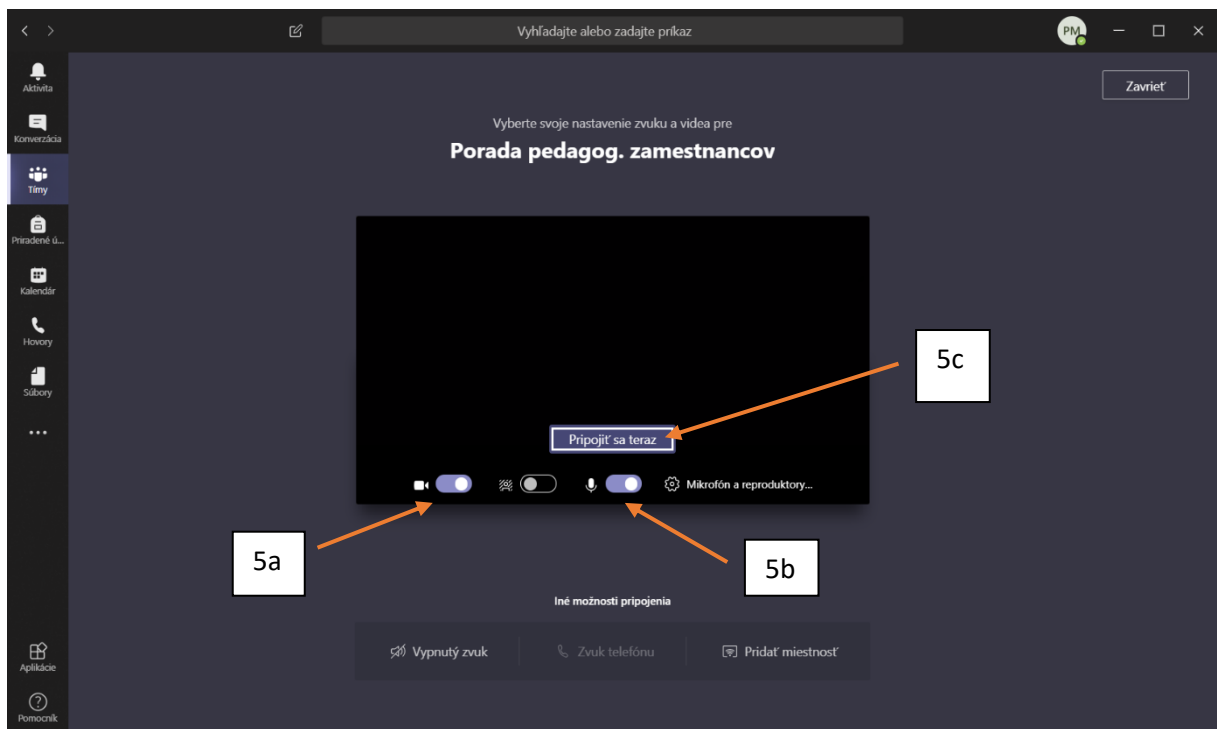 Vyhľadajte alebo zadajte príkaz
PM
Aktivita
Konverzácia
Tímy
Priradené ú...
Kalendár
Hovory
Súbory
Aplikácie
Pomocník
Zavrieť
Vyberte svoje nastavenie zvuku a videa pre
Porada pedagog. zamestnancov
5c
Pripojiť sa teraz
Mikrofón a reproduktory...
5a
5b
Iné možnosti pripojenia
Vypnutý zvuk
Zvuk telefónu
Pridať miestnosť